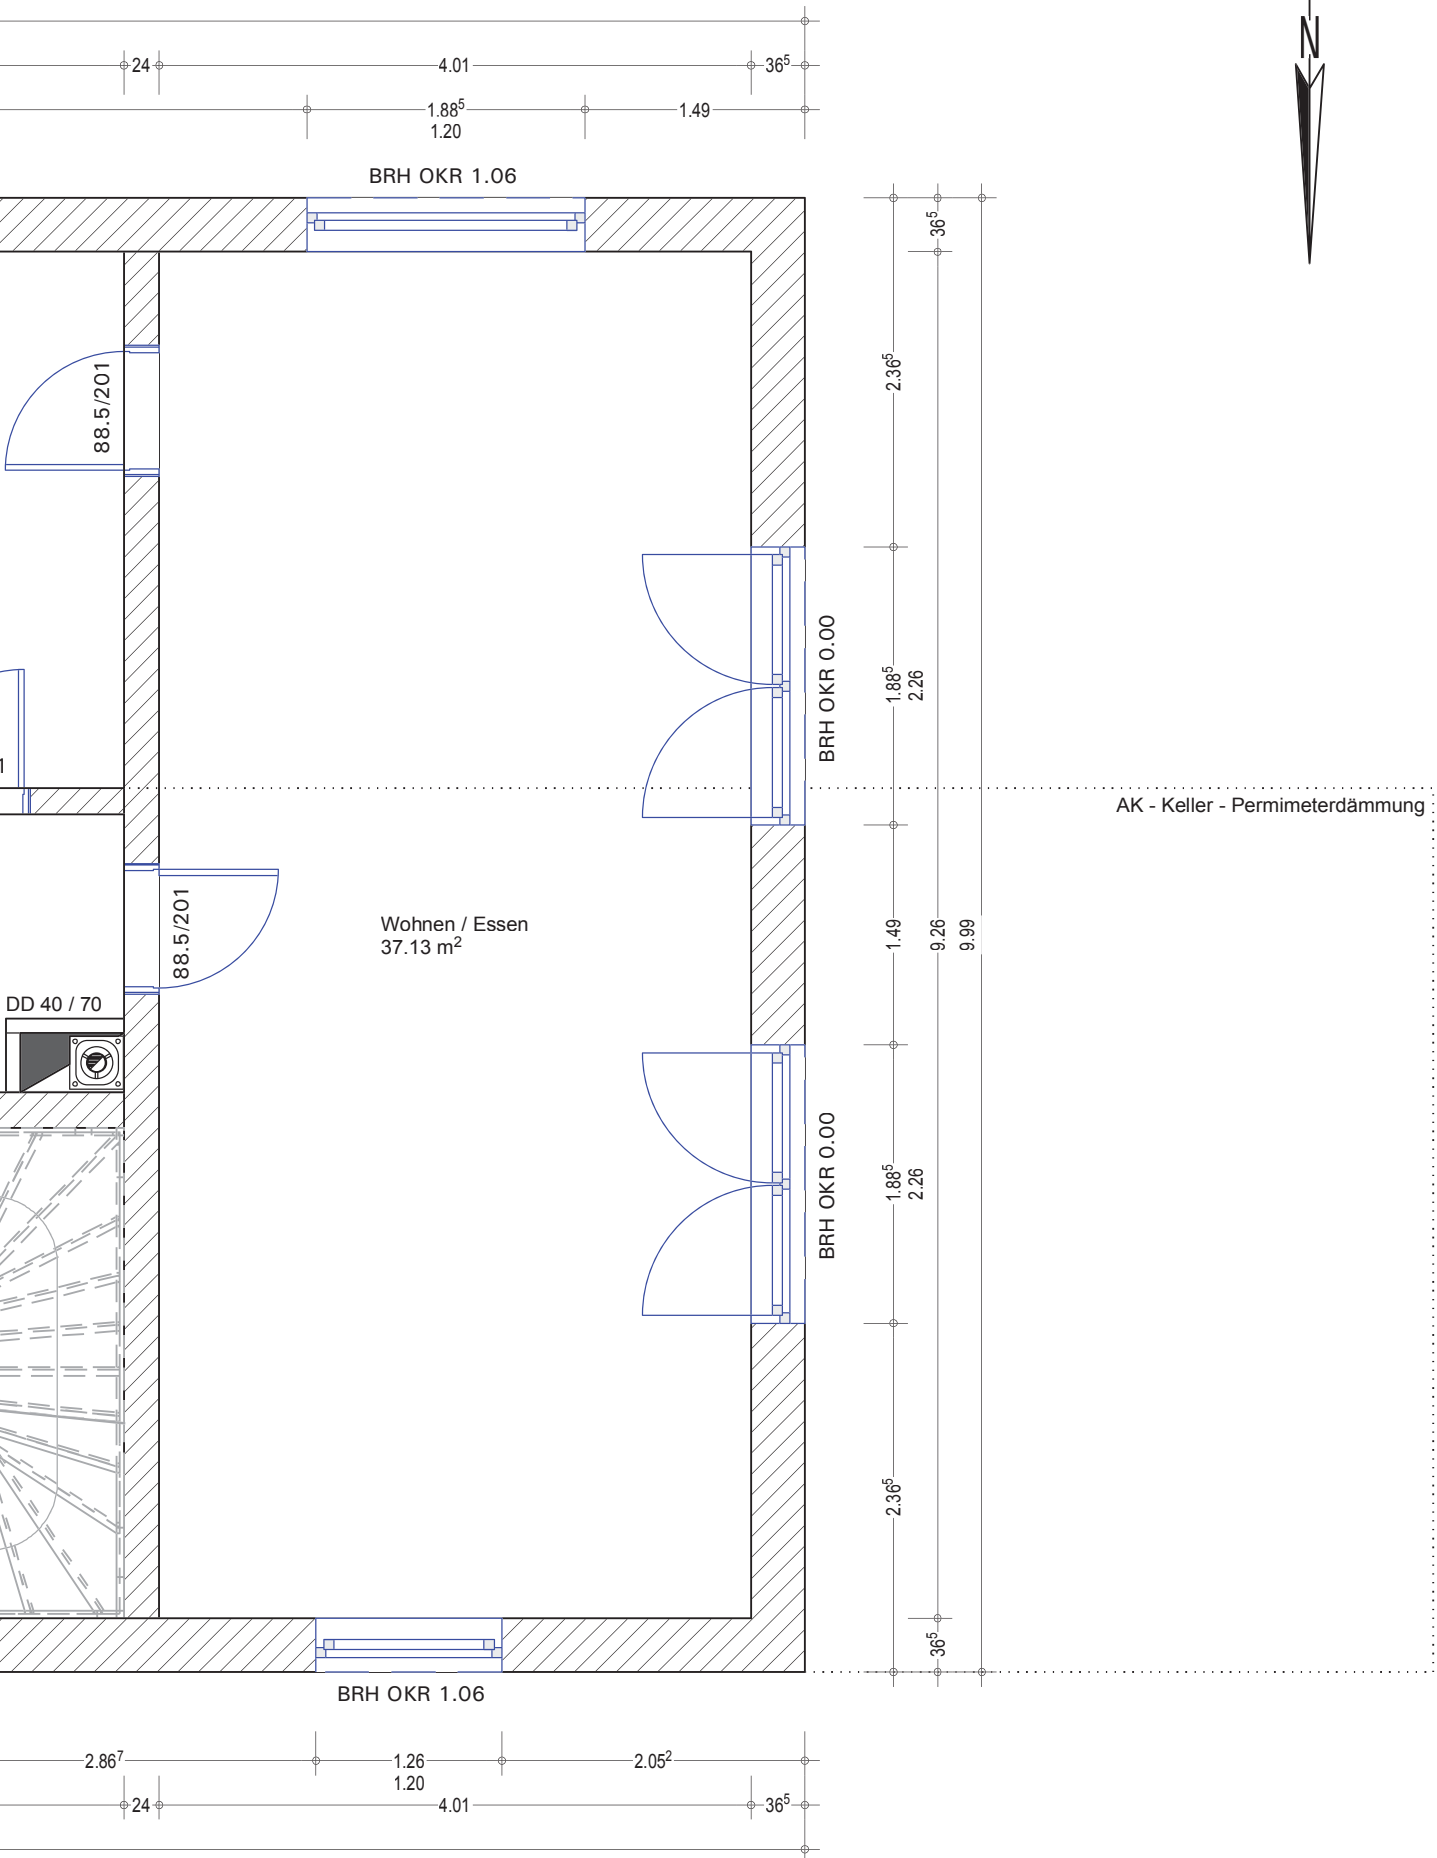 N
24 4.01 36⁵
1.88⁵ 1.49
1.20
BRH OKR 1.06
36⁵
2.36⁵
88.5/201
BRH OKR 0.00
1.88⁵
2.26
1
AK - Keller - Permimeterdämmung
88.5/201
Wohnen / Essen
37.13 m²
1.49
9.26
9.99
DD 40 / 70
BRH OKR 0.00
1.88⁵
2.26
2.36⁵
36⁵
BRH OKR 1.06
2.86⁷ 1.26 2.05²
1.20
24 4.01 36⁵